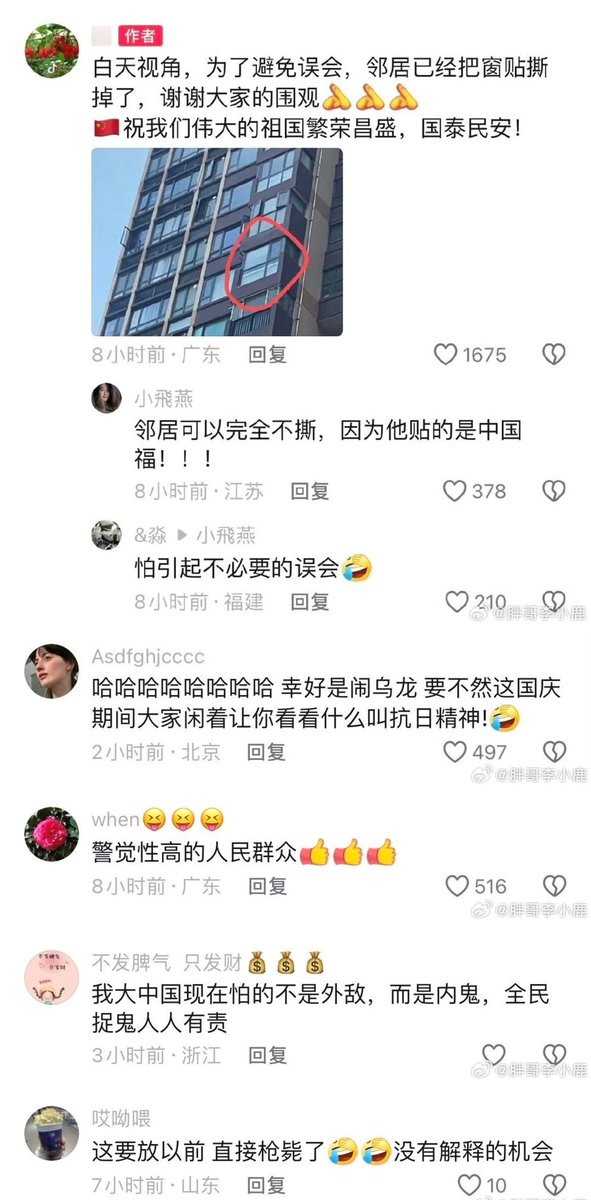 作者
白天视角，为了避免误会，邻居已经把窗贴撕
掉了，谢谢大家的围观
祝我们伟大的祖国繁荣昌盛，国泰民安！
8小时前·广东 回复 1675
小飛燕
邻居可以完全不撕，因为他贴的是中国
福！！！
8小时前·江苏 回复 378
&淼 ▶ 小飛燕
怕引起不必要的误会
8小时前·福建 回复 210
@胖哥李小鹿
Asdfghjcccc
哈哈哈哈哈哈哈哈 幸好是闹乌龙 要不然这国庆
期间大家闲着让你看看什么叫抗日精神!
2小时前·北京 回复 497
@胖哥李小鹿
when
警觉性高的人民群众
8小时前·广东 回复 516
@胖哥李小鹿
不发脾气 只发财
我大中国现在怕的不是外敌，而是内鬼，全民
捉鬼人人有责
3小时前·浙江 回复
@胖哥李小鹿
哎呦喂
这要放以前 直接枪毙了没有解释的机会
7小时前·山东 回复 10